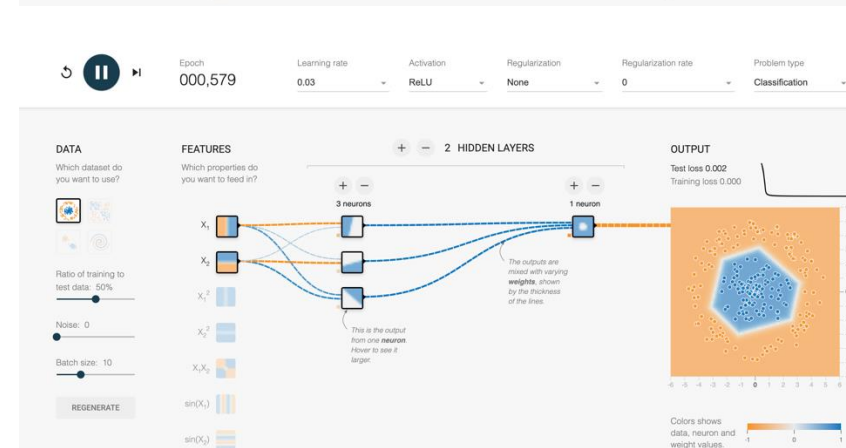 Epoch
000,579
Learning rate
0.03
Activation
ReLU
Regularization
None
Regularization rate
0
Problem type
Classification
DATA
Which dataset do
you want to use?
Ratio of training to
test data: 50%
Noise: 0
Batch size: 10
REGENERATE
FEATURES
Which properties do
you want to feed in?
X₁
X₂
X₁²
X₂²
X₁X₂
sin(X₁)
sin(X₂)
+ − 2 HIDDEN LAYERS
+ −
3 neurons
+ −
1 neuron
This is the output
from one neuron.
Hover to see it
larger.
The outputs are
mixed with varying
weights, shown
by the thickness
of the lines.
OUTPUT
Test loss 0.002
Training loss 0.000
-6 -5 -4 -3 -2 -1 0 1 2 3 4 5 6
Colors shows
data, neuron and
weight values.
-1 0 1